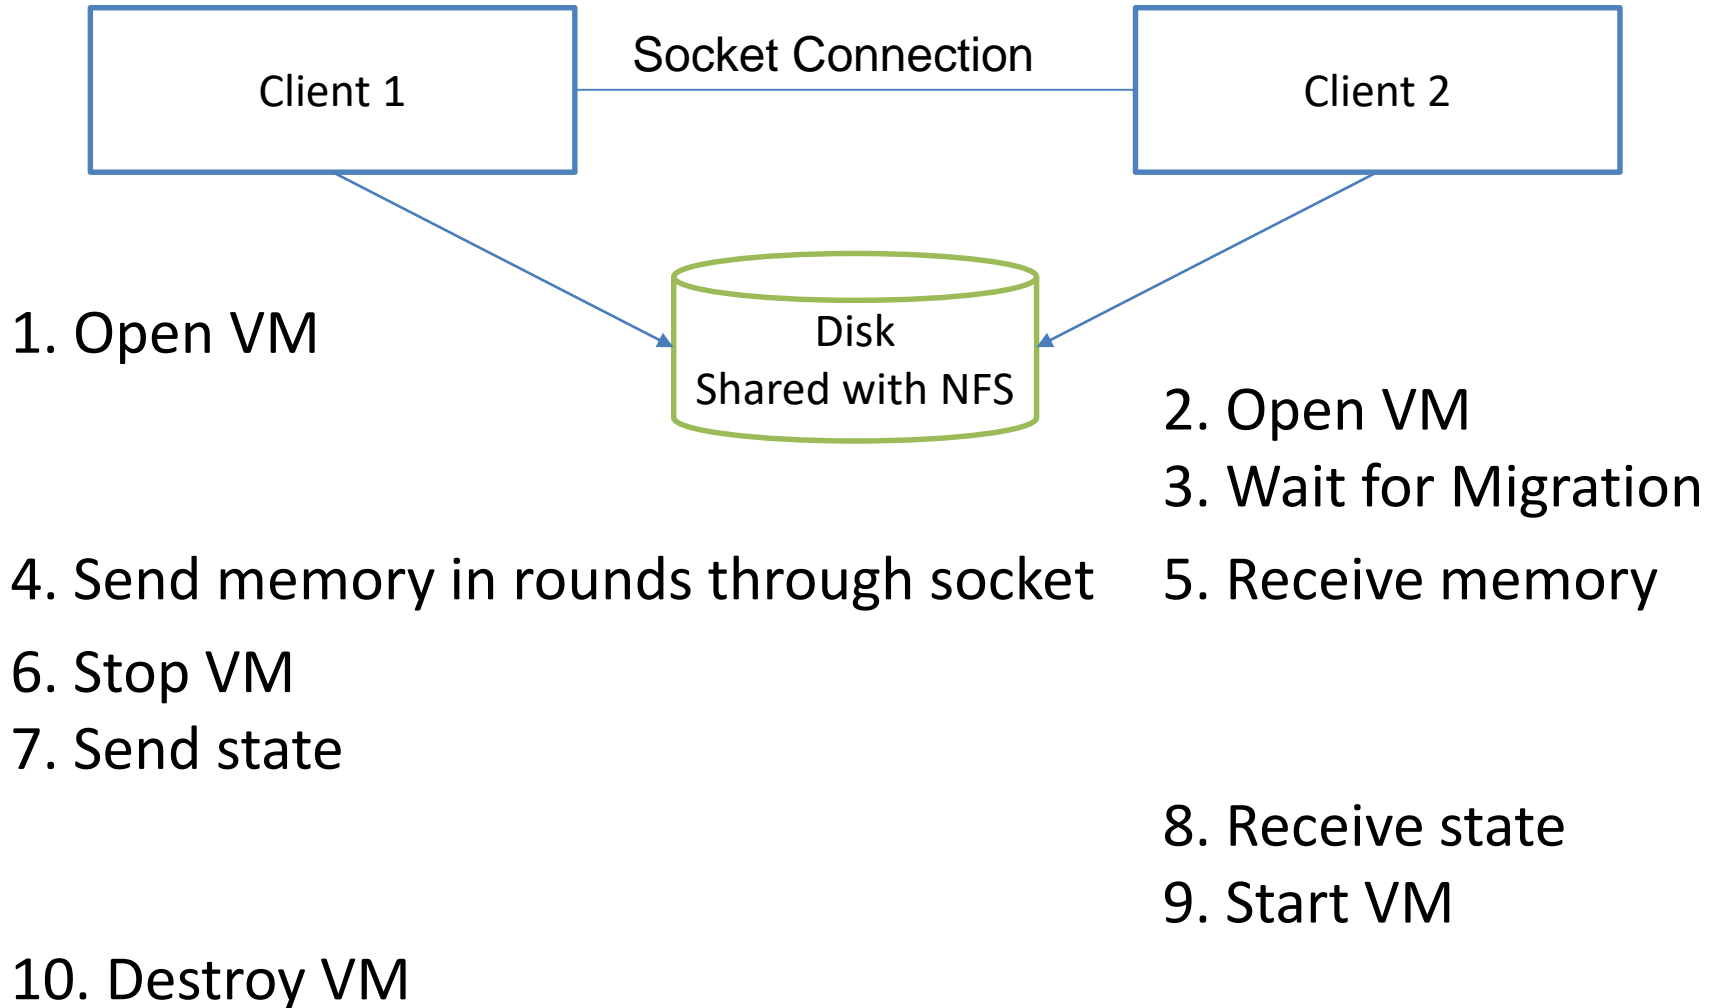 Socket Connection
Client 1
Client 2
Disk
Shared with NFS
1. Open VM
2. Open VM
3. Wait for Migration
4. Send memory in rounds through socket
5. Receive memory
6. Stop VM
7. Send state
8. Receive state
9. Start VM
10. Destroy VM